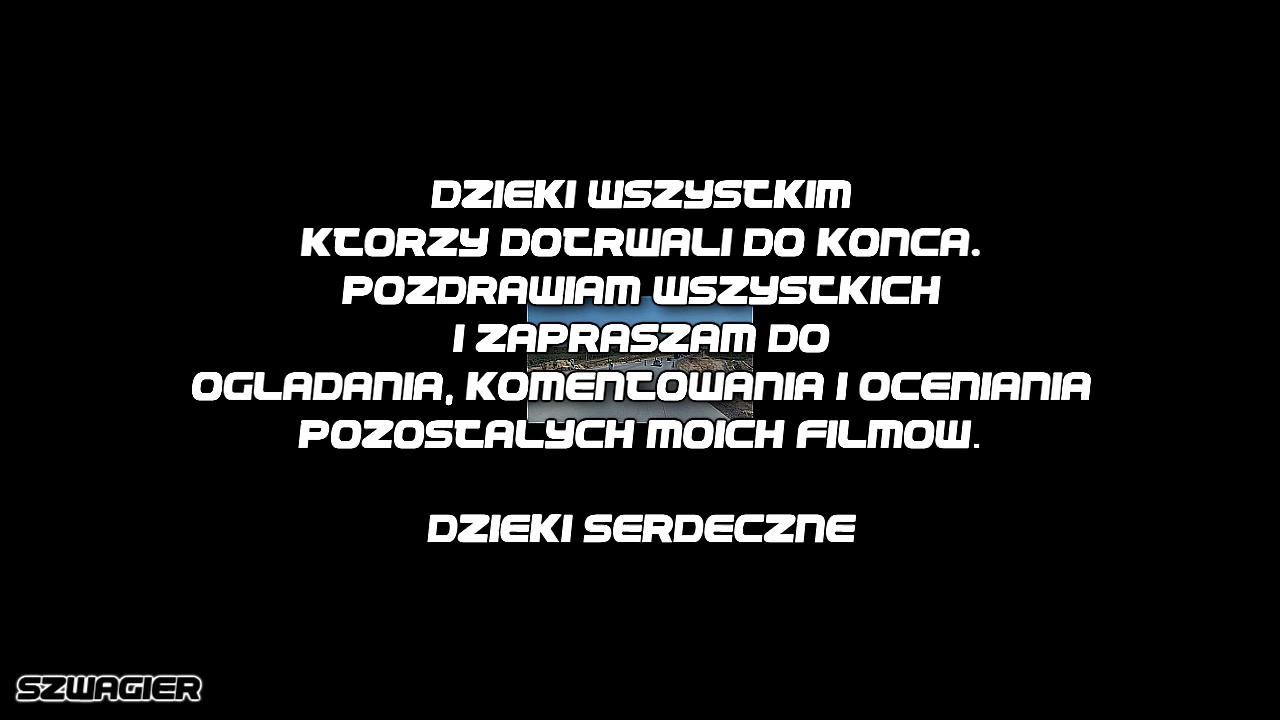 DZIEKI WSZYSTKIM
KTORZY DOTRWALI DO KONCA.
POZDRAWIAM WSZYSTKICH
I ZAPRASZAM DO
OGLADANIA, KOMENTOWANIA I OCENIANIA
POZOSTALYCH MOICH FILMOW.
DZIEKI SERDECZNE
SZWAGIER